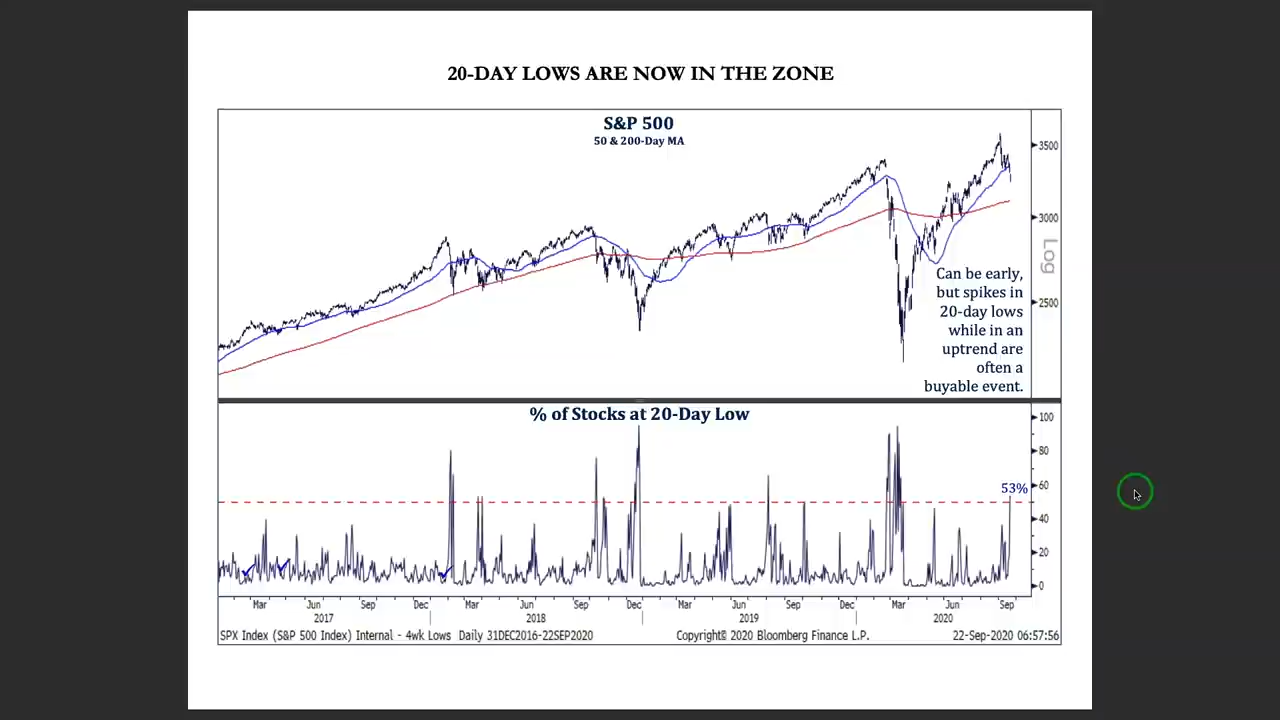 20-DAY LOWS ARE NOW IN THE ZONE
S&P 500
50 & 200-Day MA
3500
3000
Log
2500
Can be early,
but spikes in
20-day lows
while in an
uptrend are
often a
buyable event.
% of Stocks at 20-Day Low
100
80
60
53%
40
20
0
Mar Jun Sep Dec Mar Jun Sep Dec Mar Jun Sep Dec Mar Jun Sep
2017 2018 2019 2020
SPX Index (S&P 500 Index) Internal - 4wk Lows Daily 31DEC2016-22SEP2020 Copyright© 2020 Bloomberg Finance L.P. 22-Sep-2020 06:57:56